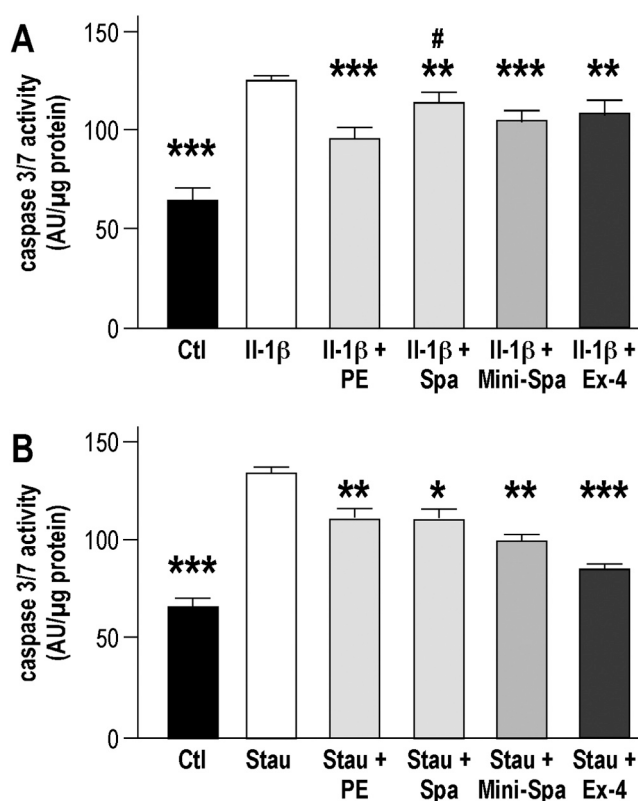 A
caspase 3/7 activity
(AU/µg protein)
150
100
50
0
***
***
#
**
***
**
Ctl
Il-1β
Il-1β +
PE
Il-1β +
Spa
Il-1β +
Mini-Spa
Il-1β +
Ex-4
B
caspase 3/7 activity
(AU/µg protein)
150
100
50
0
***
**
*
**
***
Ctl
Stau
Stau +
PE
Stau +
Spa
Stau +
Mini-Spa
Stau +
Ex-4